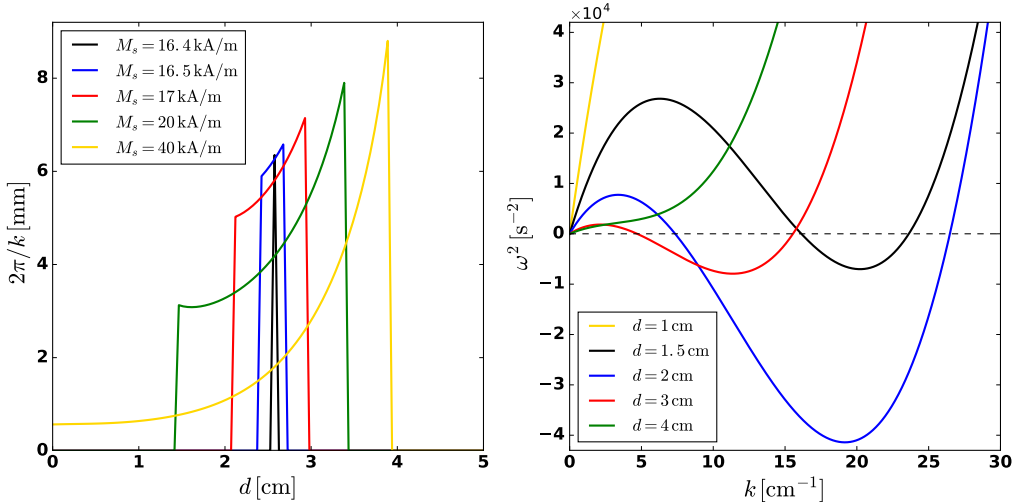 M_s = 16.4 kA/m
M_s = 16.5 kA/m
M_s = 17 kA/m
M_s = 20 kA/m
M_s = 40 kA/m
2π/k [mm]
8
6
4
2
0
0 1 2 3 4 5
d [cm]
×10⁴
4
3
2
1
0
−1
−2
−3
−4
ω² [s⁻²]
d = 1 cm
d = 1.5 cm
d = 2 cm
d = 3 cm
d = 4 cm
0 5 10 15 20 25 30
k [cm⁻¹]